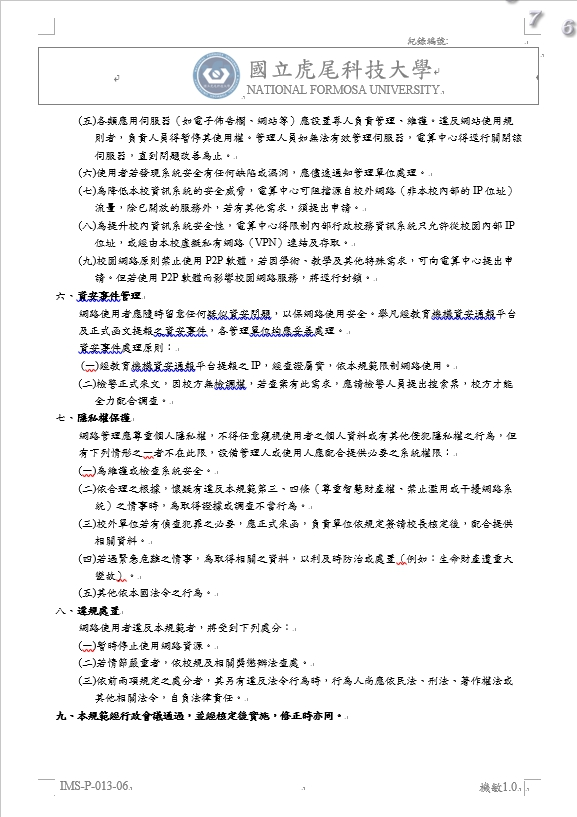 7 6
紀錄編號:
國立虎尾科技大學
NATIONAL FORMOSA UNIVERSITY
(五)各類應用伺服器(如電子佈告欄、網站等)應設置專人負責管理、維護。違反網站使用規
則者,負責人員得暫停其使用權。管理人員如無法有效管理伺服器,電算中心得逕行關閉該
伺服器,直到問題改善為止。
(六)使用者若發現系統安全有任何缺陷或漏洞,應儘速通知管理單位處理。
(七)為降低本校資訊系統的安全威脅,電算中心可阻擋源自校外網路(非本校內部的 IP 位址)
流量,除已開放的服務外,若有其他需求,須提出申請。
(八)為提升校內資訊系統安全性,電算中心得限制內部行政校務資訊系統只允許從校園內部 IP
位址,或經由本校虛擬私有網路(VPN)連結及存取。
(九)校園網路原則禁止使用 P2P 軟體,若因學術、教學及其他特殊需求,可向電算中心提出申
請。但若使用 P2P 軟體而影響校園網路服務,將逕行封鎖。
六、資安事件管理
網路使用者應隨時留意任何疑似資安問題,以保網路使用安全。舉凡經教育機構資安通報平台
及正式函文提報之資安事件,各管理單位均應妥善處理。
資安事件處理原則:
(一)經教育機構資安通報平台提報之 IP,經查證屬實,依本規範限制網路使用。
(二)檢警正式來文,因校方無檢調權,若查案有此需求,應請檢警人員提出搜索票,校方才能
全力配合調查。
七、隱私權保護
網路管理應尊重個人隱私權,不得任意窺視使用者之個人資料或有其他侵犯隱私權之行為,但
有下列情形之一者不在此限,設備管理人或使用人應配合提供必要之系統權限:
(一)為維護或檢查系統安全。
(二)依合理之根據,懷疑有違反本規範第三、四條(尊重智慧財產權、禁止濫用或干擾網路系
統)之情事時,為取得證據或調查不當行為。
(三)校外單位若有偵查犯罪之必要,應正式來函,負責單位依規定簽請校長核定後,配合提供
相關資料。
(四)若遇緊急危難之情事,為取得相關之資料,以利及時防治或處置(例如:生命財產遭重大
變故)。
(五)其他依本國法令之行為。
八、違規處置
網路使用者違反本規範者,將受到下列處分:
(一)暫時停止使用網路資源。
(二)若情節嚴重者,依校規及相關獎懲辦法查處。
(三)依前兩項規定之處分者,其另有違反法令行為時,行為人尚應依民法、刑法、著作權法或
其他相關法令,自負法律責任。
九、本規範經行政會議通過,並經核定後實施,修正時亦同。
IMS-P-013-06
機敏1.0